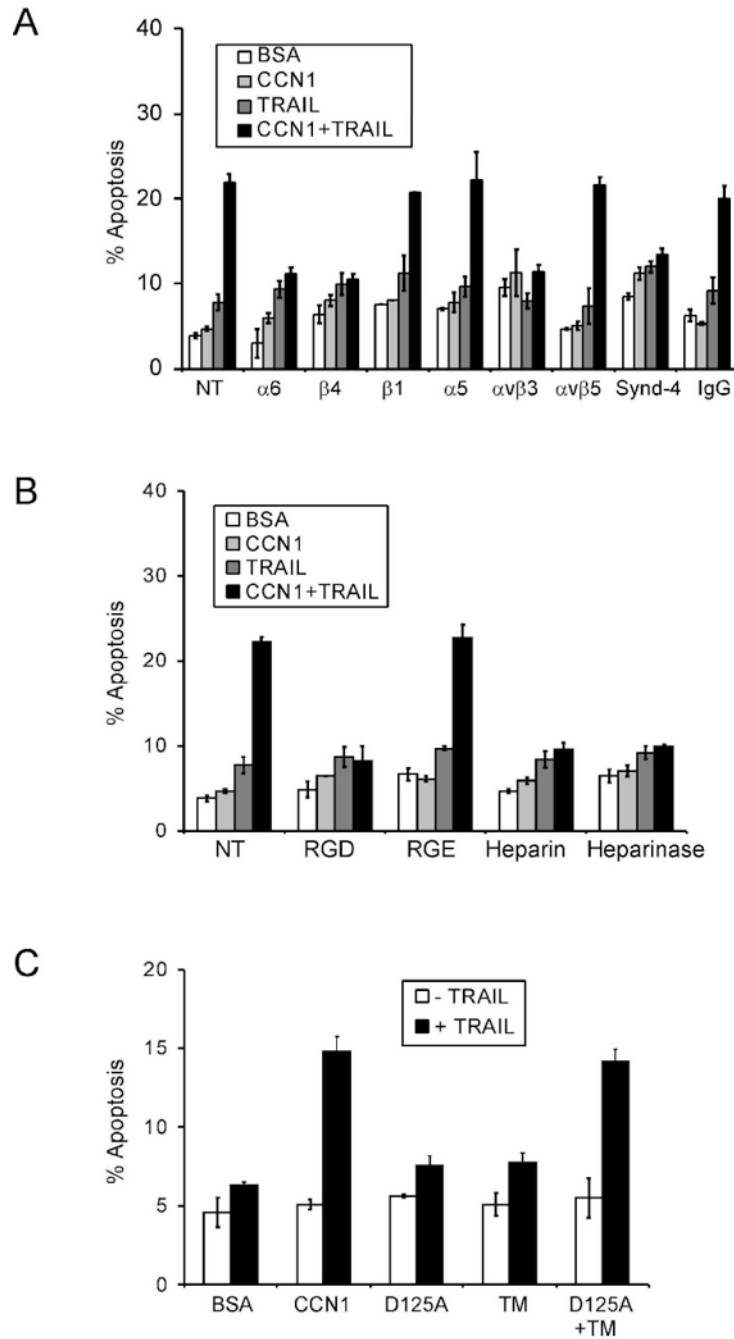 A
40
30
20
10
0
% Apoptosis
BSA
CCN1
TRAIL
CCN1+TRAIL
NT α6 β4 β1 α5 αvβ3 αvβ5 Synd-4 IgG
B
40
30
20
10
0
% Apoptosis
BSA
CCN1
TRAIL
CCN1+TRAIL
NT RGD RGE Heparin Heparinase
C
20
15
10
5
0
% Apoptosis
- TRAIL
+ TRAIL
BSA CCN1 D125A TM D125A
+TM